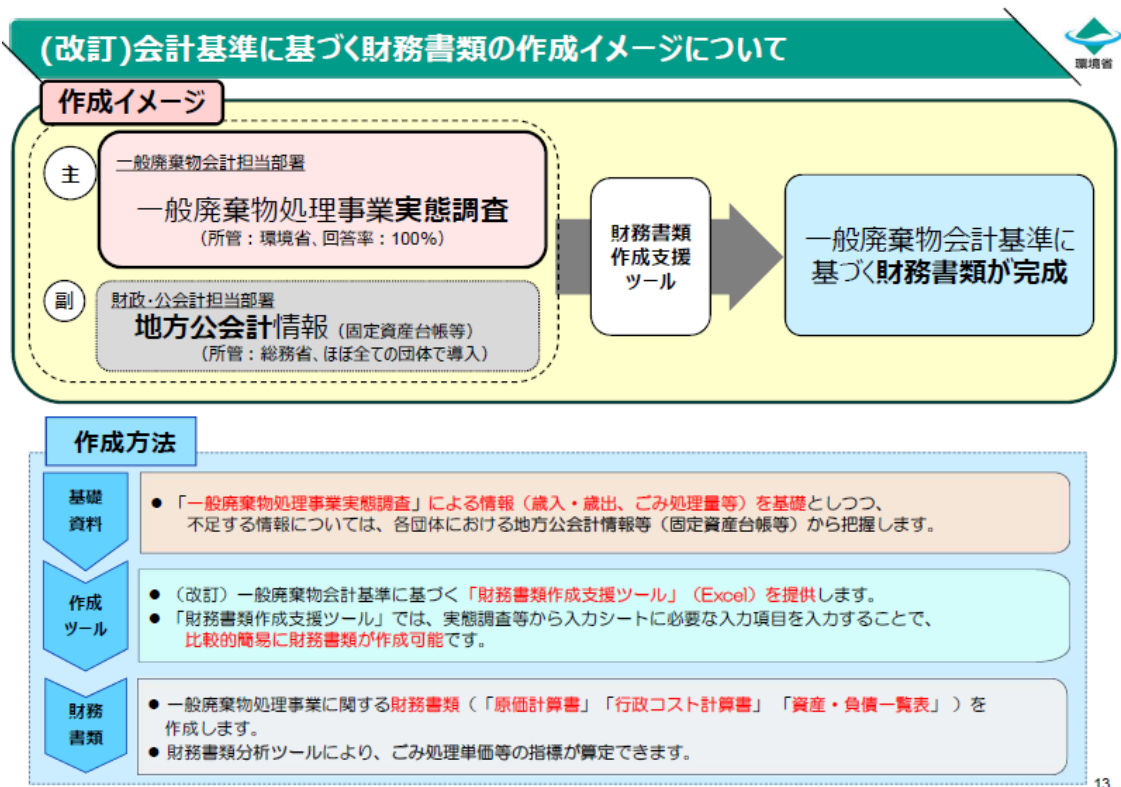 (改訂)会計基準に基づく財務書類の作成イメージについて
環境省
作成イメージ
主
一般廃棄物会計担当部署
一般廃棄物処理事業実態調査
（所管：環境省、回答率：100%）
副
財政・公会計担当部署
地方公会計情報（固定資産台帳等）
（所管：総務省、ほぼ全ての団体で導入）
財務書類
作成支援
ツール
一般廃棄物会計基準に
基づく財務書類が完成
作成方法
基礎
資料
● 「一般廃棄物処理事業実態調査」による情報（歳入・歳出、ごみ処理量等）を基礎としつつ、
不足する情報については、各団体における地方公会計情報等（固定資産台帳等）から把握します。
作成
ツール
● （改訂）一般廃棄物会計基準に基づく「財務書類作成支援ツール」（Excel）を提供します。
● 「財務書類作成支援ツール」では、実態調査等から入力シートに必要な入力項目を入力することで、
比較的簡易に財務書類が作成可能です。
財務
書類
● 一般廃棄物処理事業に関する財務書類（「原価計算書」「行政コスト計算書」「資産・負債一覧表」）を
作成します。
● 財務書類分析ツールにより、ごみ処理単価等の指標が算定できます。
13